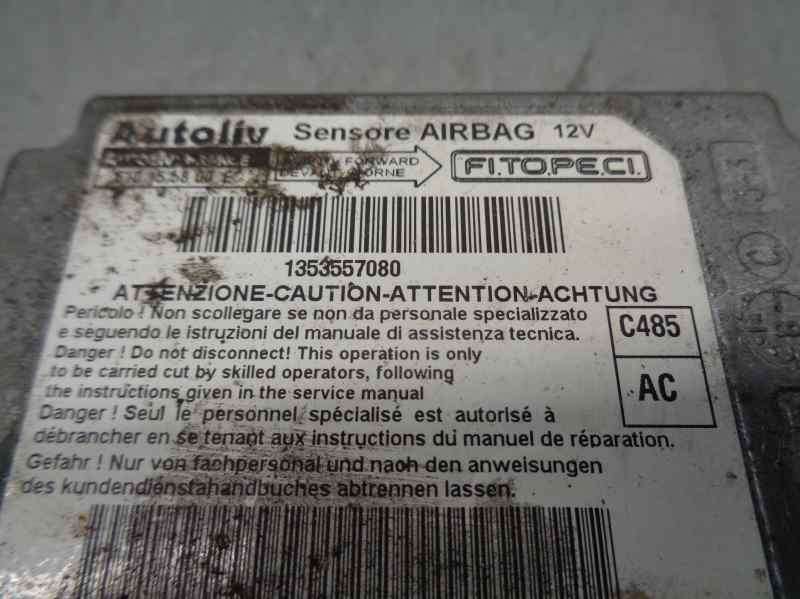 Autoliv Sensore AIRBAG 12V
FORWARD
FI.TO.PE.CI.
1353557080
ATTENZIONE-CAUTION-ATTENTION-ACHTUNG
Pericolo ! Non scollegare se non da personale specializzato
e seguendo le istruzioni del manuale di assistenza tecnica.
C485
Danger ! Do not disconnect! This operation is only
to be carried cut by skilled operators, following
the instructions given in the service manual
AC
Danger ! Seul le personnel spécialisé est autorisé à
débrancher en se tenant aux instructions du manuel de réparation.
Gefahr ! Nur von fachpersonal und nach den anweisungen
des kundendienstahandbuches abtrennen lassen.